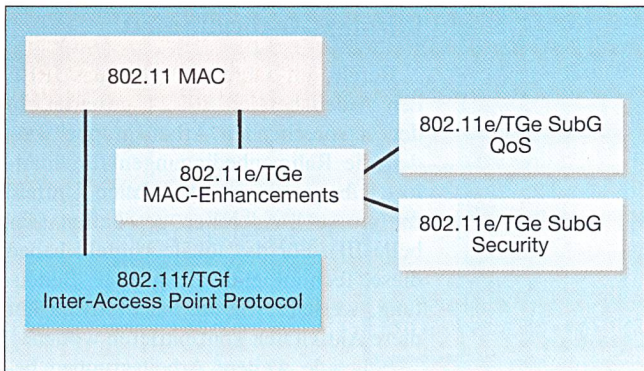 802.11 MAC
802.11e/TGe
MAC-Enhancements
802.11e/TGe SubG
QoS
802.11e/TGe SubG
Security
802.11f/TGf
Inter-Access Point Protocol